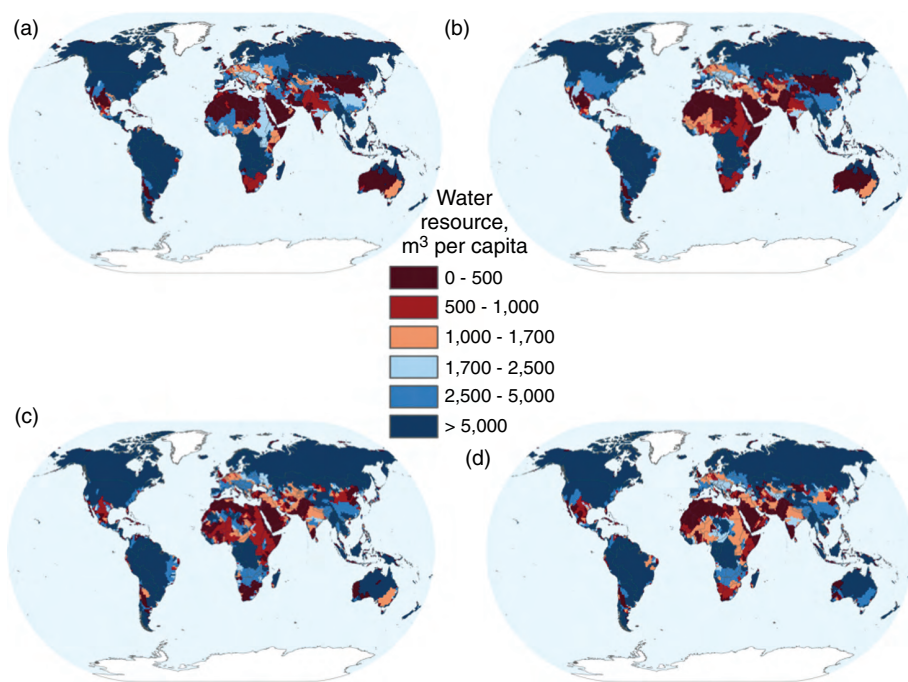 (a)
(b)
Water
resource,
m³ per capita
0 - 500
500 - 1,000
1,000 - 1,700
1,700 - 2,500
2,500 - 5,000
> 5,000
(c)
(d)